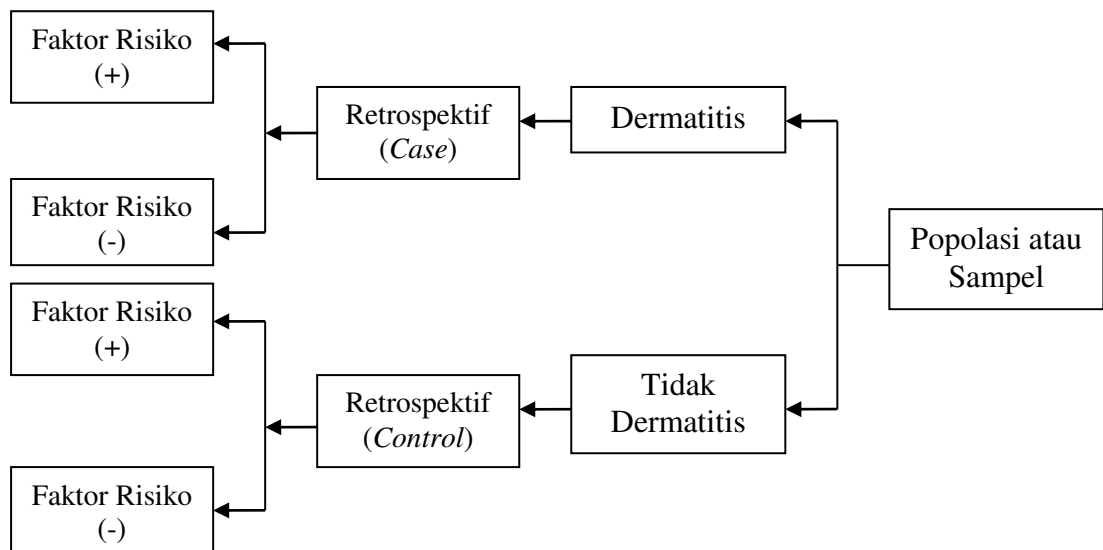 Faktor Risiko
(+)
Retrospektif
(Case)
Dermatitis
Faktor Risiko
(-)
Popolasi atau
Sampel
Faktor Risiko
(+)
Retrospektif
(Control)
Tidak
Dermatitis
Faktor Risiko
(-)